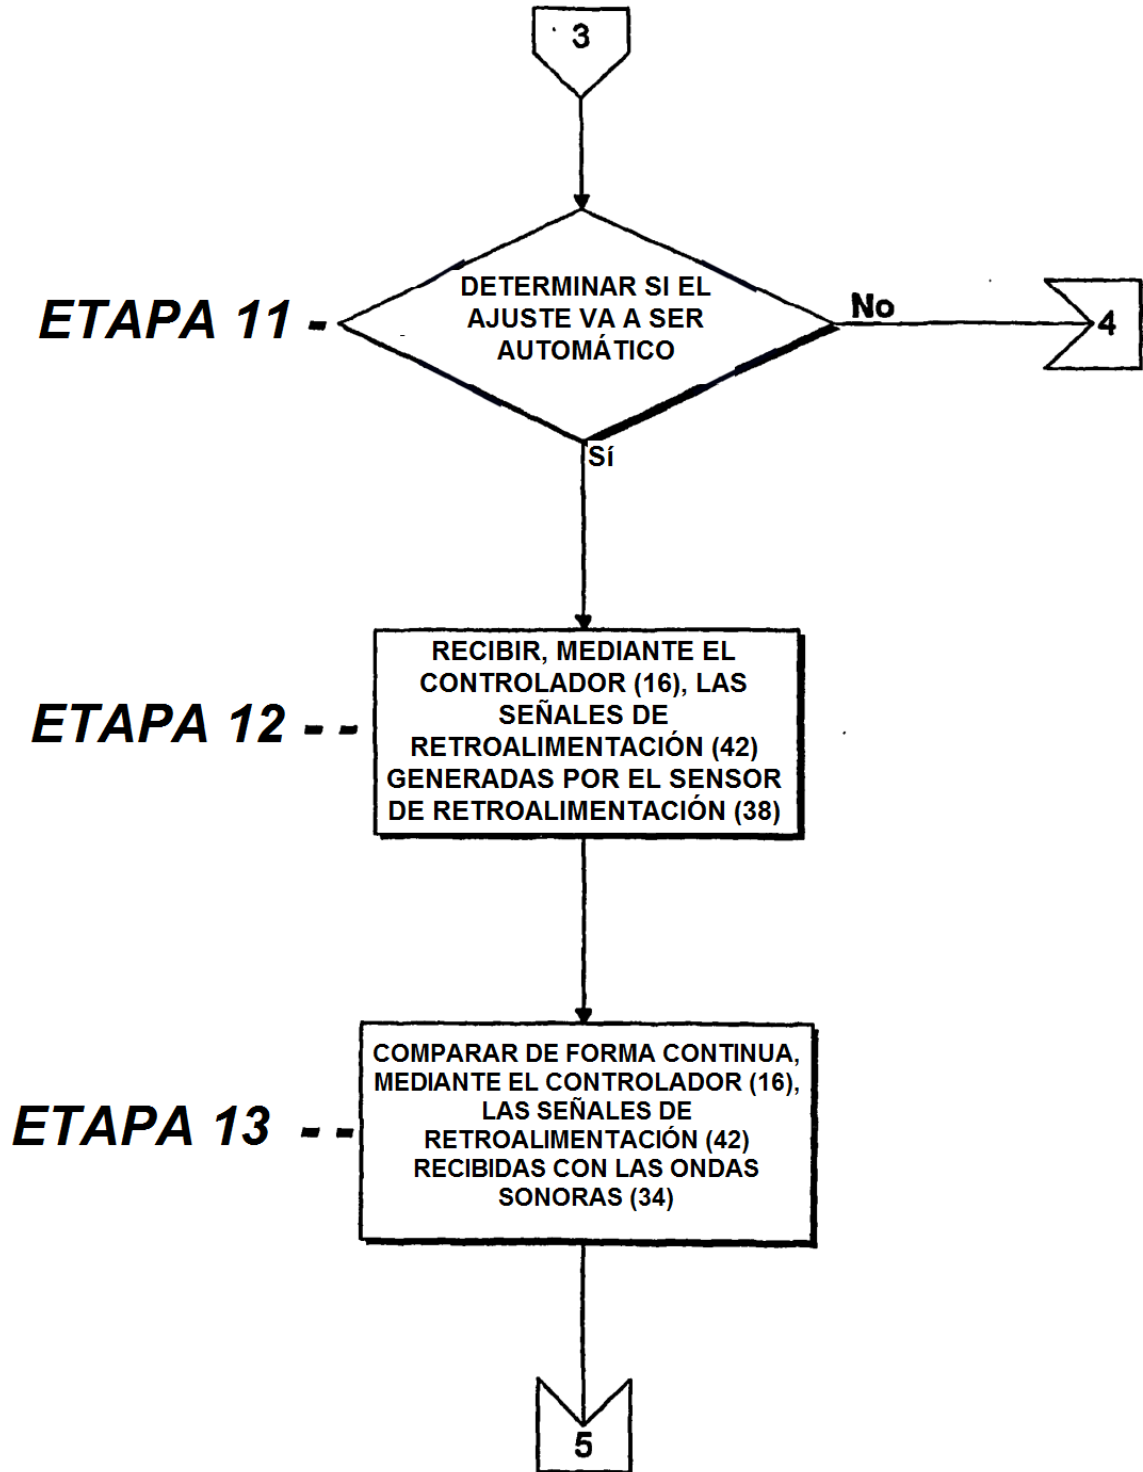 3
DETERMINAR SI EL
AJUSTE VA A SER
AUTOMÁTICO
ETAPA 11 -
No
4
Sí
RECIBIR, MEDIANTE EL
CONTROLADOR (16), LAS
SEÑALES DE
RETROALIMENTACIÓN (42)
GENERADAS POR EL SENSOR
DE RETROALIMENTACIÓN (38)
ETAPA 12 - -
COMPARAR DE FORMA CONTINUA,
MEDIANTE EL CONTROLADOR (16),
LAS SEÑALES DE
RETROALIMENTACIÓN (42)
RECIBIDAS CON LAS ONDAS
SONORAS (34)
ETAPA 13 - -
5